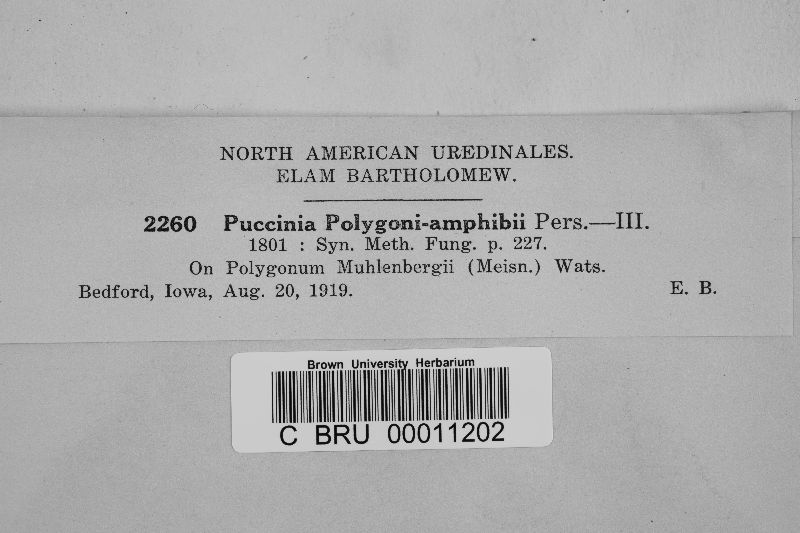 NORTH AMERICAN UREDINALES.
ELAM BARTHOLOMEW.
2260 Puccinia Polygoni-amphibii Pers.—III.
1801 : Syn. Meth. Fung. p. 227.
On Polygonum Muhlenbergii (Meisn.) Wats.
Bedford, Iowa, Aug. 20, 1919. E. B.
Brown University Herbarium
C BRU 00011202